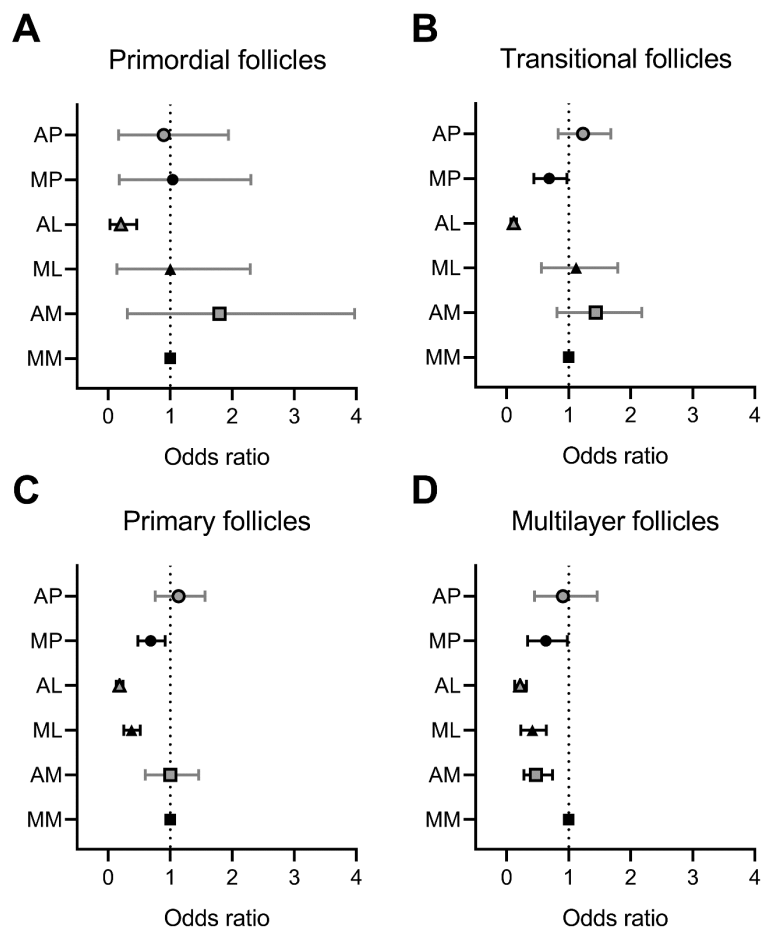 A
Primordial follicles
AP
MP
AL
ML
AM
MM
0 1 2 3 4
Odds ratio
B
Transitional follicles
AP
MP
AL
ML
AM
MM
0 1 2 3 4
Odds ratio
C
Primary follicles
AP
MP
AL
ML
AM
MM
0 1 2 3 4
Odds ratio
D
Multilayer follicles
AP
MP
AL
ML
AM
MM
0 1 2 3 4
Odds ratio